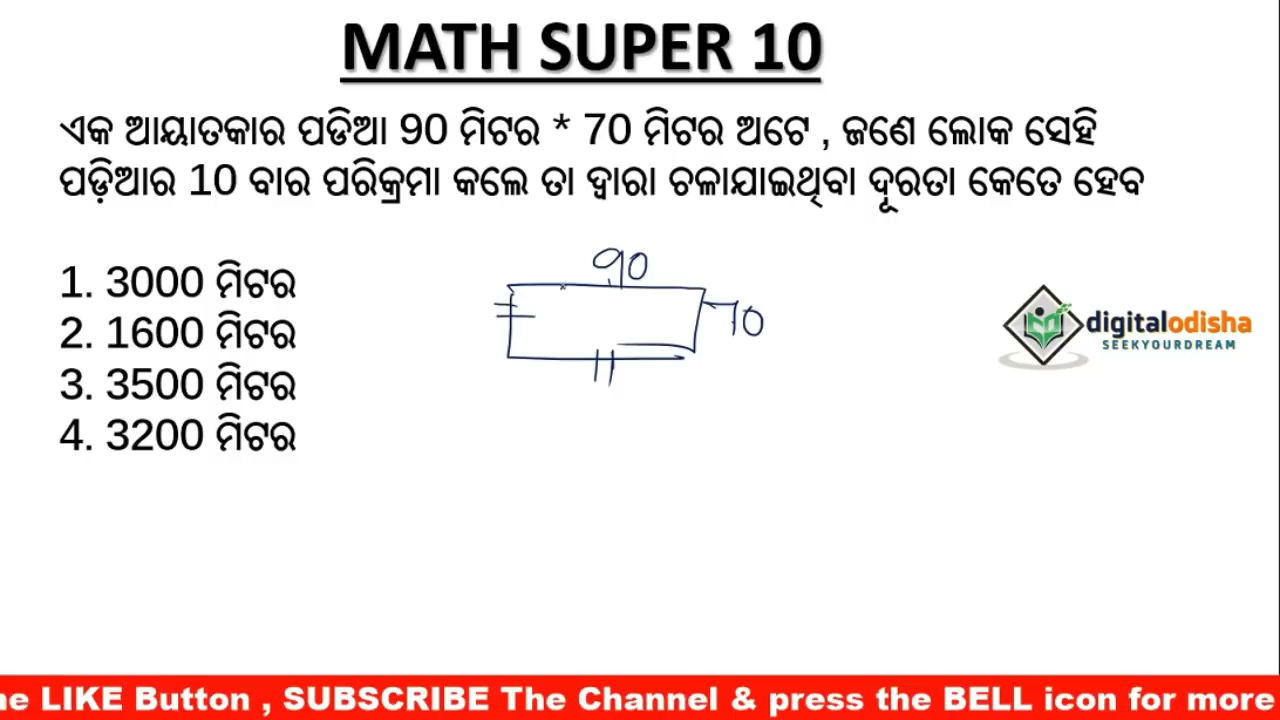 MATH SUPER 10
ଏକ ଆୟାତକାର ପଡିଆ 90 ମିଟର * 70 ମିଟର ଅଟେ , ଜଣେ ଲୋକ ସେହି
ପଡ଼ିଆର 10 ବାର ପରିକ୍ରମା କଲେ ତା ଦ୍ୱାରା ଚଳାଯାଇଥିବା ଦୂରତା କେତେ ହେବ
1. 3000 ମିଟର
2. 1600 ମିଟର
3. 3500 ମିଟର
4. 3200 ମିଟର
90
70
digitalodisha
SEEKYOURDREAM
he LIKE Button , SUBSCRIBE The Channel & press the BELL icon for more